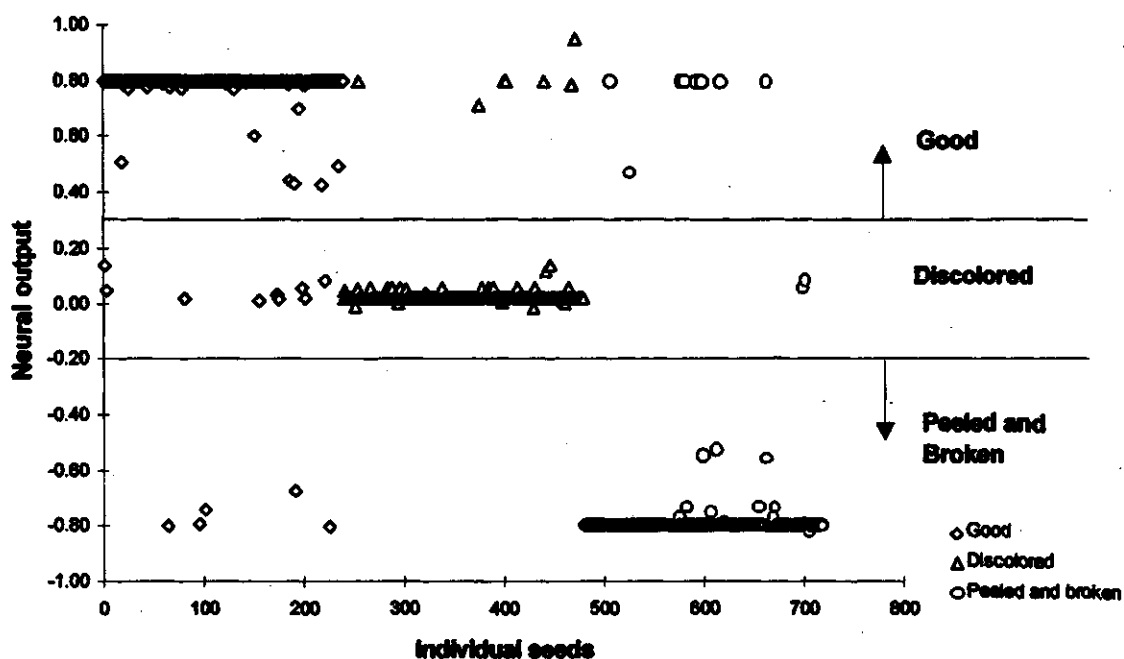 1.00
0.80
0.60
0.40
0.20
0.00
-0.20
-0.40
-0.60
-0.80
-1.00
Neural output
0 100 200 300 400 500 600 700 800
Individual seeds
Good
Discolored
Peeled and
Broken
Good
Discolored
Peeled and broken